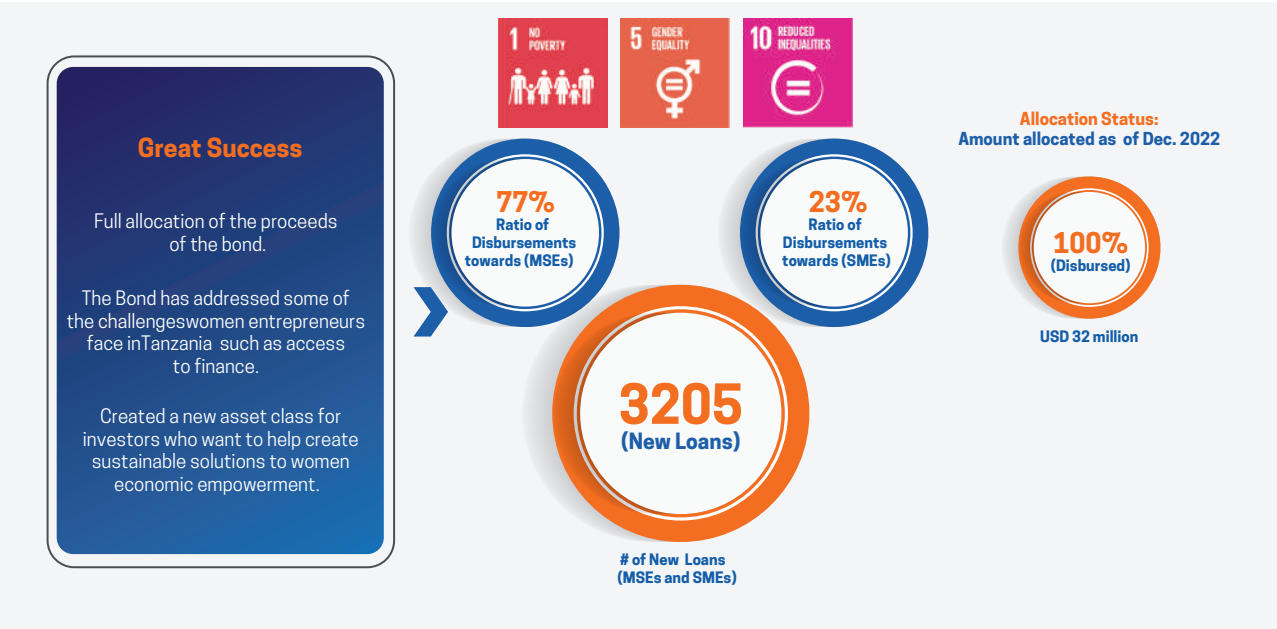 Great Success
Full allocation of the proceeds
of the bond.
The Bond has addressed some of
the challengeswomen entrepreneurs
face inTanzania such as access
to finance.
Created a new asset class for
investors who want to help create
sustainable solutions to women
economic empowerment.
1 NO
POVERTY
5 GENDER
EQUALITY
10 REDUCED
INEQUALITIES
77%
Ratio of
Disbursements
towards (MSEs)
23%
Ratio of
Disbursements
towards (SMEs)
3205
(New Loans)
# of New Loans
(MSEs and SMEs)
Allocation Status:
Amount allocated as of Dec. 2022
100%
(Disbursed)
USD 32 million